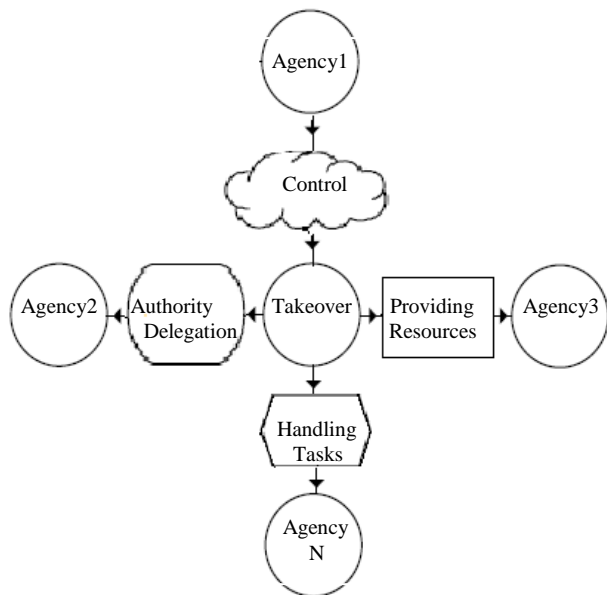 Agency1
Control
Agency2
Authority
Delegation
Takeover
Providing
Resources
Agency3
Handling
Tasks
Agency
N